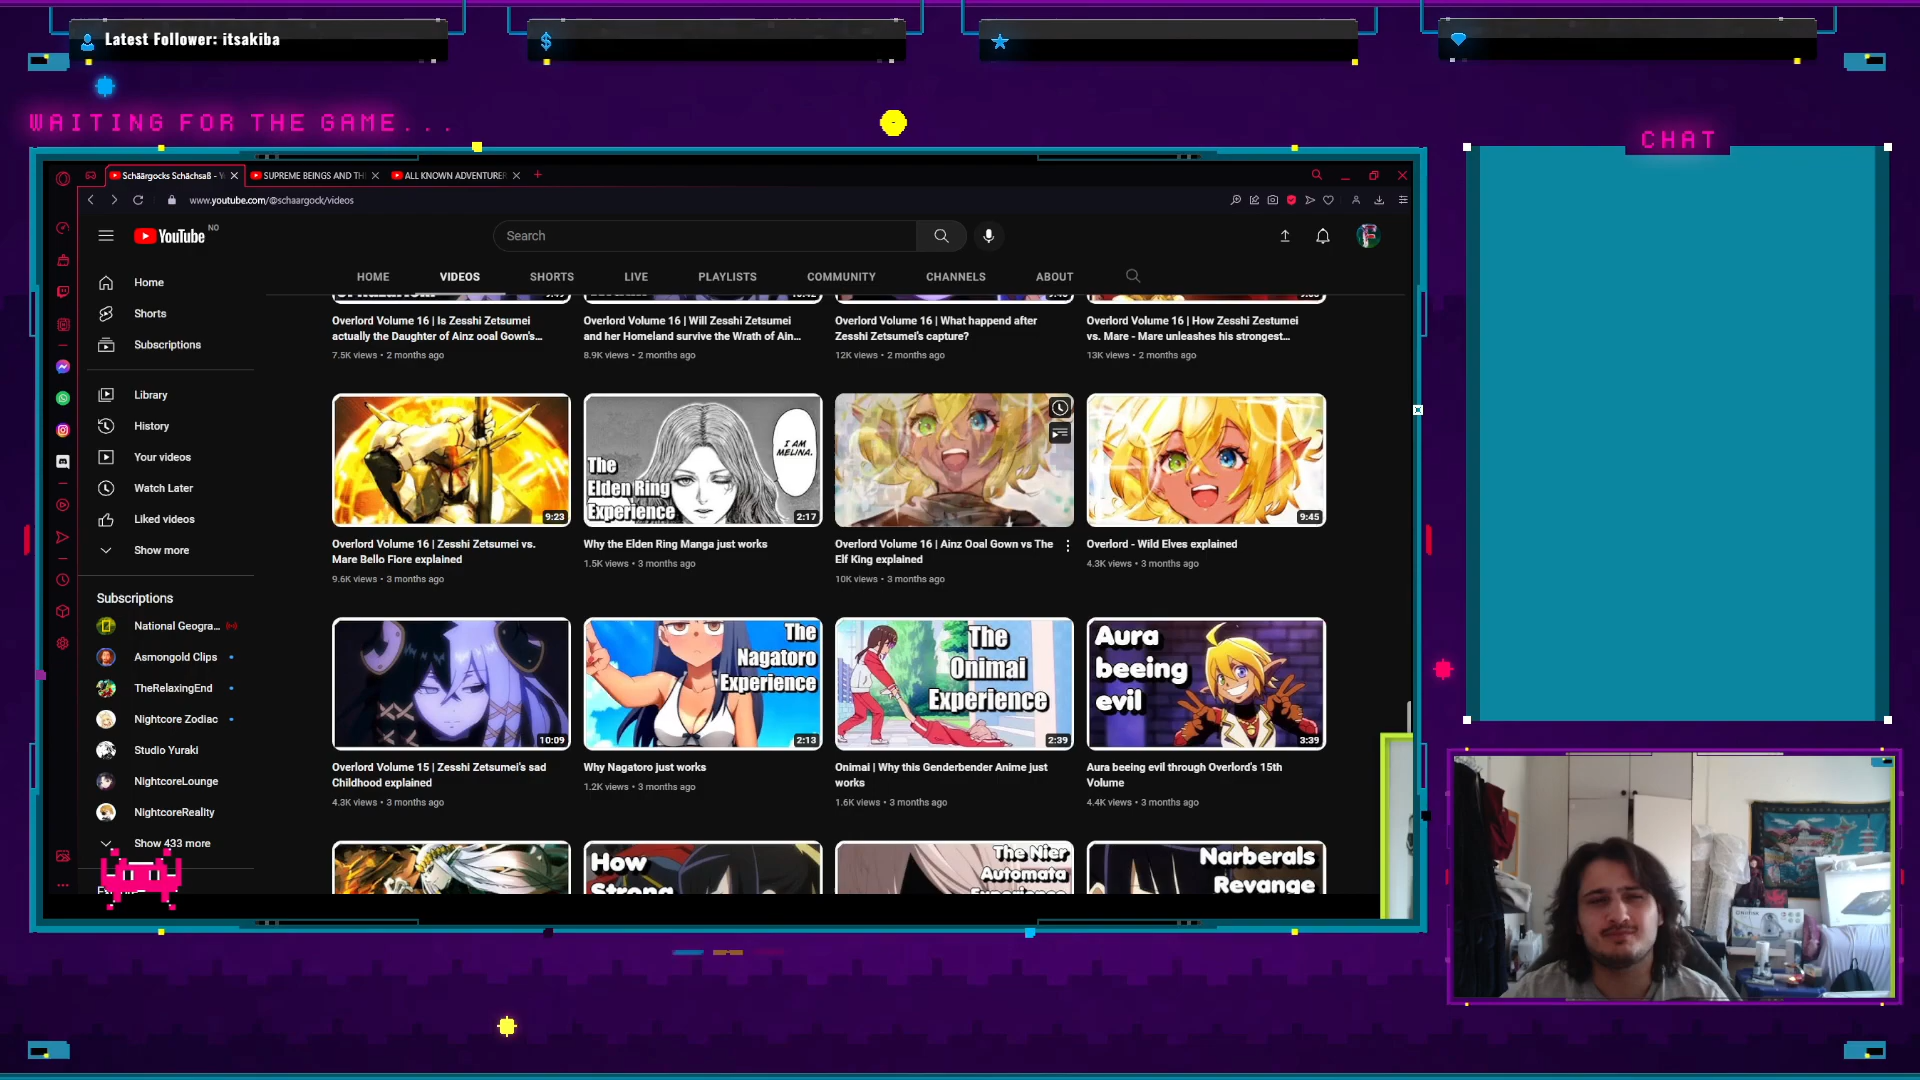 Latest Follower: itsakiba
WAITING FOR THE GAME...
CHAT
Schäärgocks Schächsaß - Y
SUPREME BEINGS AND TH
ALL KNOWN ADVENTURER
www.youtube.com/@schaargock/videos
YouTube NO
Search
HOME
VIDEOS
SHORTS
LIVE
PLAYLISTS
COMMUNITY
CHANNELS
ABOUT
Home
Shorts
Subscriptions
Library
History
Your videos
Watch Later
Liked videos
Show more
Subscriptions
National Geogra...
Asmongold Clips
TheRelaxingEnd
Nightcore Zodiac
Studio Yuraki
NightcoreLounge
NightcoreReality
Show 433 more
Overlord Volume 16 | Is Zesshi Zetsumei
actually the Daughter of Ainz ooal Gown's...
7.5K views • 2 months ago
Overlord Volume 16 | Will Zesshi Zetsumei
and her Homeland survive the Wrath of Ain...
8.9K views • 2 months ago
Overlord Volume 16 | What happend after
Zesshi Zetsumei's capture?
12K views • 2 months ago
Overlord Volume 16 | How Zesshi Zestumei
vs. Mare - Mare unleashes his strongest...
13K views • 2 months ago
9:23
Overlord Volume 16 | Zesshi Zetsumei vs.
Mare Bello Fiore explained
9.6K views • 3 months ago
I AM
MELINA.
The
Elden Ring
Experience
2:17
Why the Elden Ring Manga just works
1.5K views • 3 months ago
Overlord Volume 16 | Ainz Ooal Gown vs The
Elf King explained
10K views • 3 months ago
9:45
Overlord - Wild Elves explained
4.3K views • 3 months ago
10:09
Overlord Volume 15 | Zesshi Zetsumei's sad
Childhood explained
4.3K views • 3 months ago
The
Nagatoro
Experience
2:13
Why Nagatoro just works
1.2K views • 3 months ago
The
Onimai
Experience
2:39
Onimai | Why this Genderbender Anime just
works
1.6K views • 3 months ago
Aura
beeing
evil
3:39
Aura beeing evil through Overlord's 15th
Volume
4.4K views • 3 months ago
How
Strong
The Nier
Automata
Experience
Narberals
Revenge